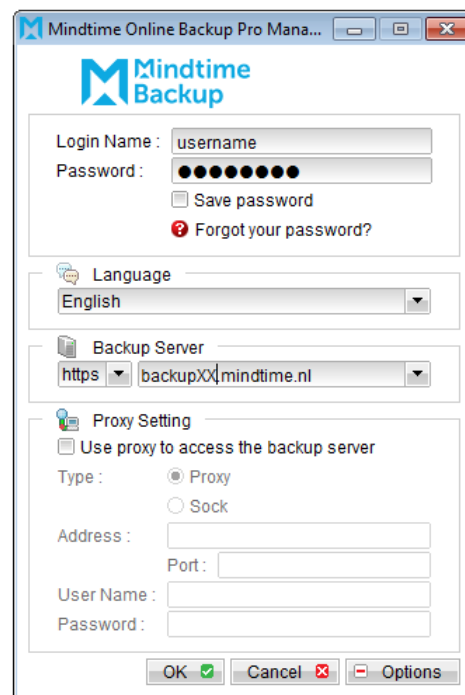 Mindtime Online Backup Pro Mana...
Mindtime
Backup
Login Name : username
Password : ●●●●●●●●
Save password
Forgot your password?
Language
English
Backup Server
https backupXX.mindtime.nl
Proxy Setting
Use proxy to access the backup server
Type : Proxy
Sock
Address :
Port :
User Name :
Password :
OK Cancel Options